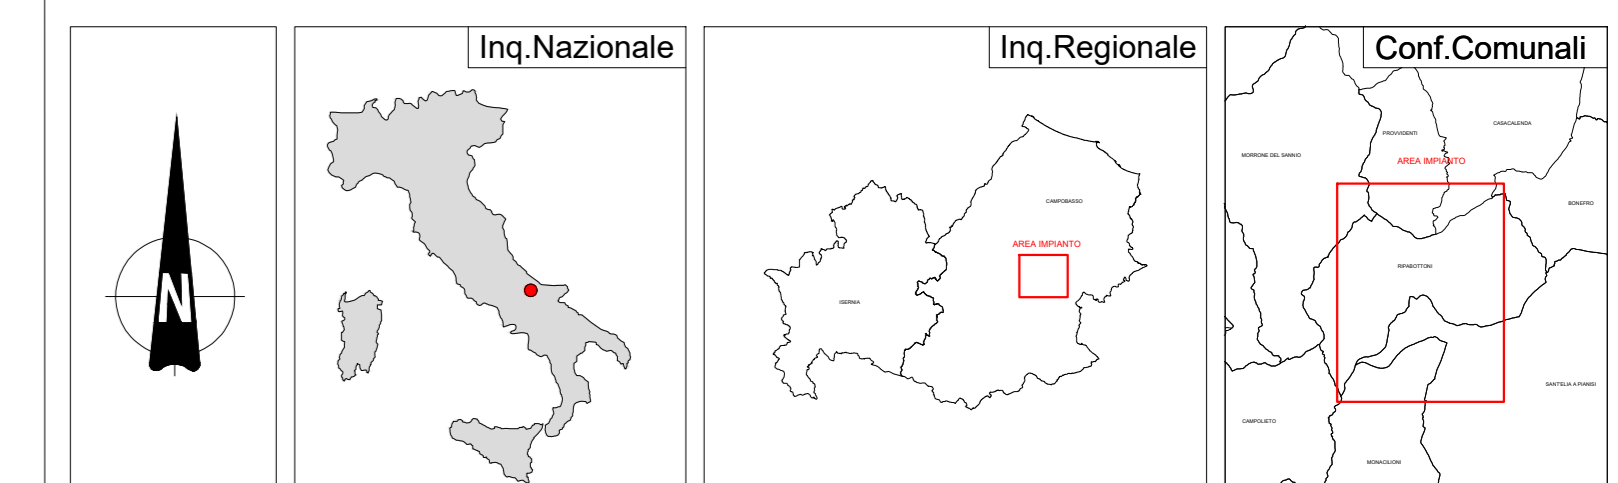 N
Inq.Nazionale
Inq.Regionale
CAMPOBASSO
AREA IMPIANTO
ISERNIA
Conf.Comunali
CASACALENDA
PROVVIDENTI
MORRONE DEL SANNIO
AREA IMPIANTO
BONEFRO
RIPABOTTONI
SANT'ELIA A PIANISI
CAMPOLIETO
MONACILIONI